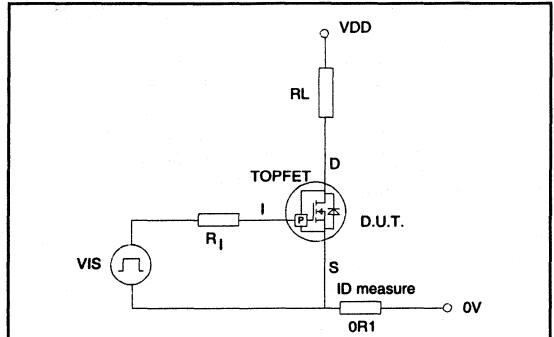 VDD
RL
D
TOPFET
I
P
D.U.T.
RI
VIS
S
ID measure
0V
0R1